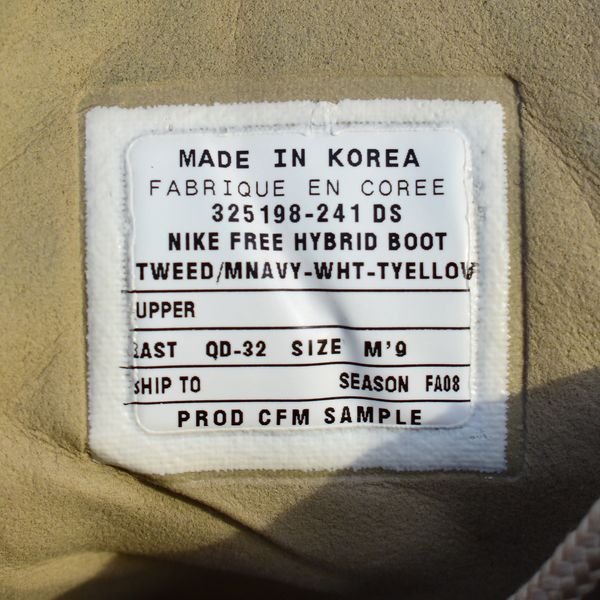 MADE IN KOREA
FABRIQUE EN COREE
325198-241 DS
NIKE FREE HYBRID BOOT
TWEED/MNAVY-WHT-TYELLOW
UPPER
LAST QD-32 SIZE M'9
SHIP TO SEASON FA08
PROD CFM SAMPLE